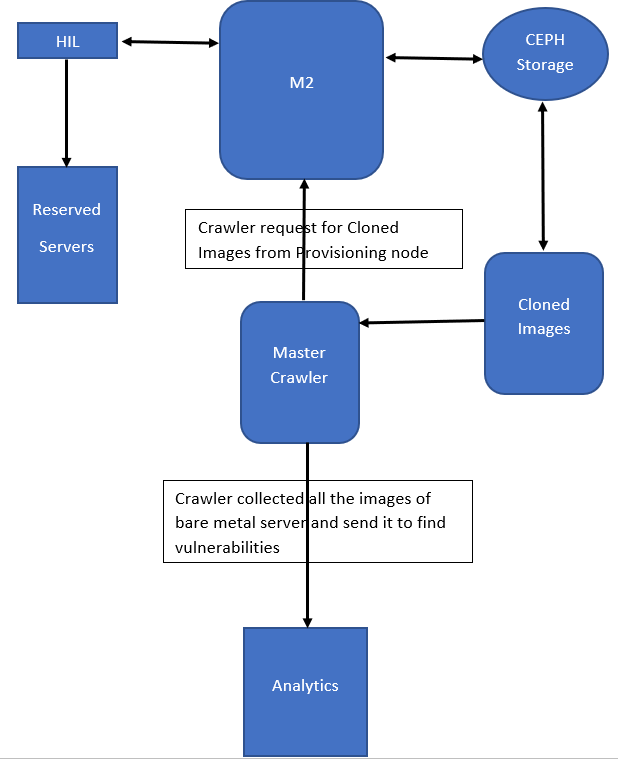 HIL
M2
CEPH
Storage
Reserved
Servers
Crawler request for Cloned
Images from Provisioning node
Cloned
Images
Master
Crawler
Crawler collected all the images of
bare metal server and send it to find
vulnerabilities
Analytics